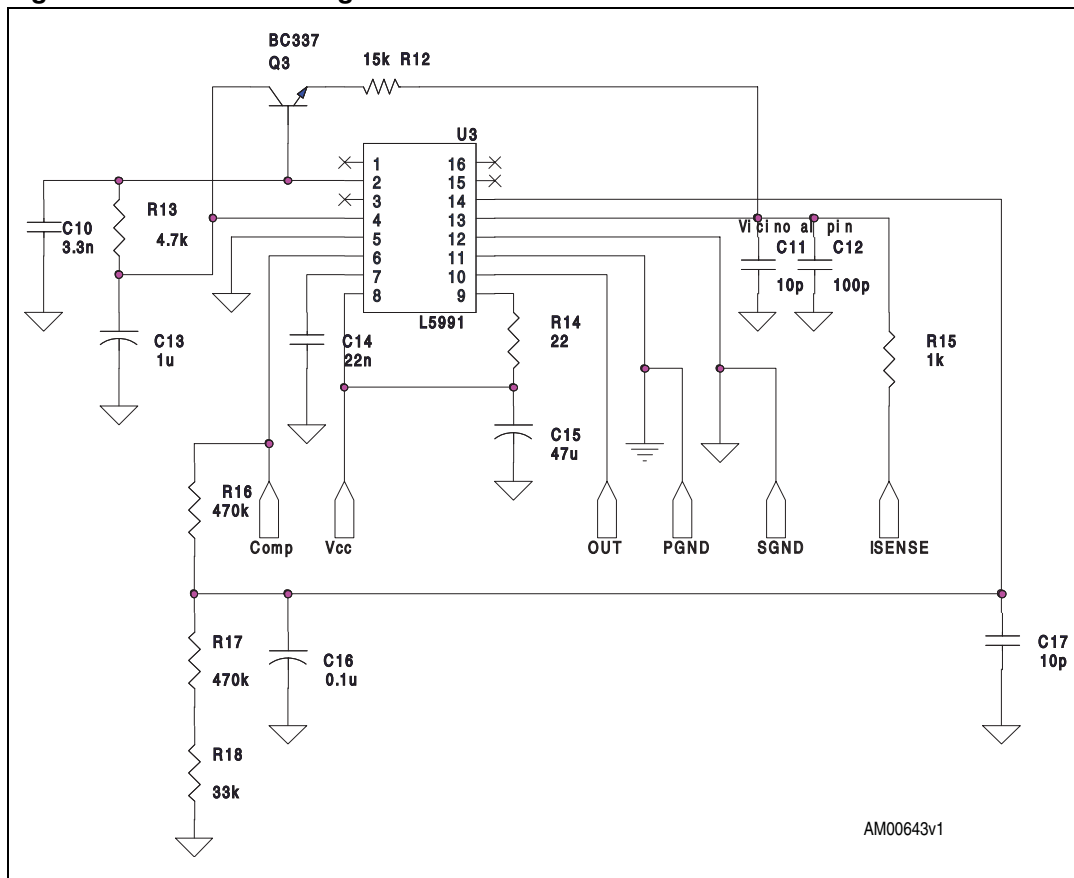 BC337
Q3
15k R12
U3
1
2
3
4
5
6
7
8
16
15
14
13
12
11
10
9
L5991
C10
3.3n
R13
4.7k
C13
1u
C14
22n
R14
22
C15
47u
Vicino al pin
C11
10p
C12
100p
R15
1k
R16
470k
Comp
Vcc
OUT
PGND
SGND
ISENSE
R17
470k
C16
0.1u
R18
33k
C17
10p
AM00643v1